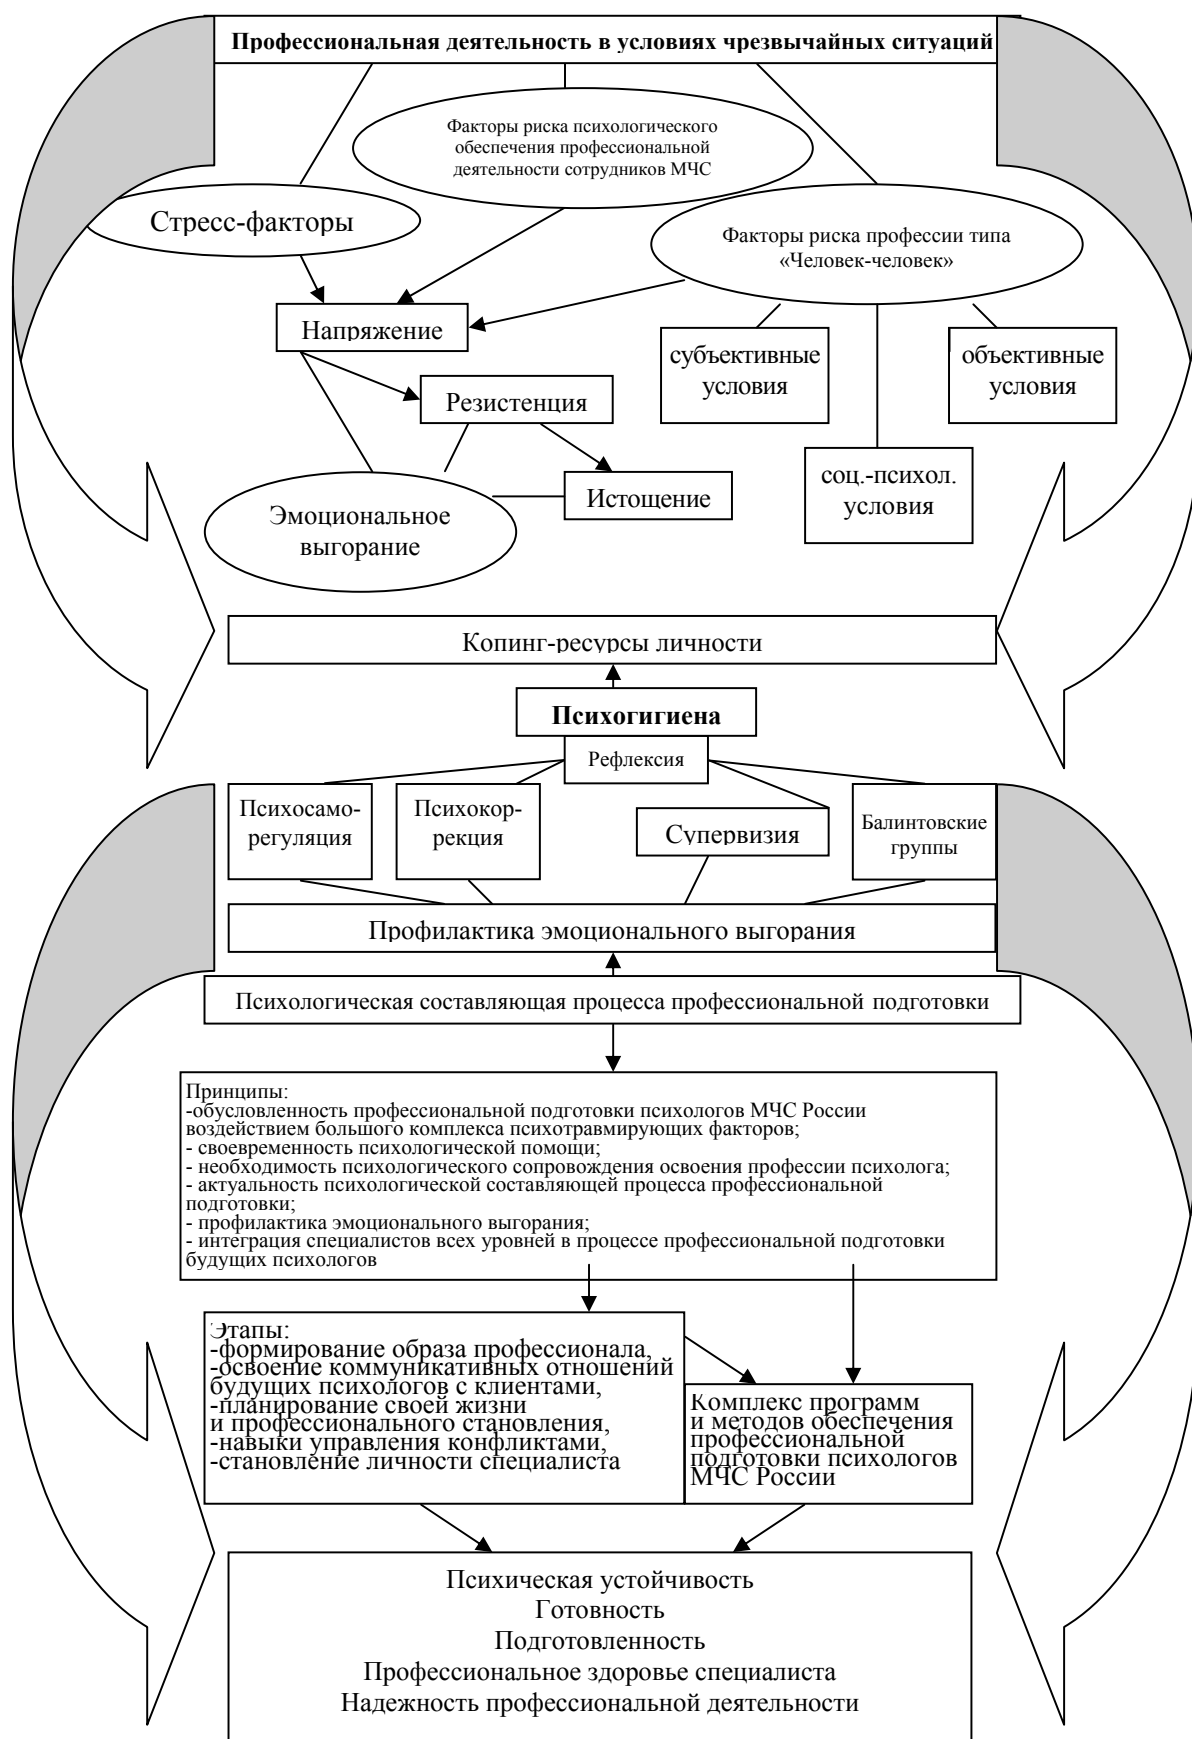 Профессиональная деятельность в условиях чрезвычайных ситуаций
Факторы риска психологического
обеспечения профессиональной
деятельности сотрудников МЧС
Стресс-факторы
Факторы риска профессии типа
«Человек-человек»
Напряжение
субъективные
условия
объективные
условия
Резистенция
соц.-психол.
условия
Истощение
Эмоциональное
выгорание
Копинг-ресурсы личности
Психогигиена
Рефлексия
Психосамо-
регуляция
Психокор-
рекция
Супервизия
Балинтовские
группы
Профилактика эмоционального выгорания
Психологическая составляющая процесса профессиональной подготовки
Принципы:
-обусловленность профессиональной подготовки психологов МЧС России
воздействием большого комплекса психотравмирующих факторов;
- своевременность психологической помощи;
- необходимость психологического сопровождения освоения профессии психолога;
- актуальность психологической составляющей процесса профессиональной
подготовки;
- профилактика эмоционального выгорания;
- интеграция специалистов всех уровней в процессе профессиональной подготовки
будущих психологов
Этапы:
-формирование образа профессионала,
-освоение коммуникативных отношений
будущих психологов с клиентами,
-планирование своей жизни
и профессионального становления,
-навыки управления конфликтами,
-становление личности специалиста
Комплекс программ
и методов обеспечения
профессиональной
подготовки психологов
МЧС России
Психическая устойчивость
Готовность
Подготовленность
Профессиональное здоровье специалиста
Надежность профессиональной деятельности